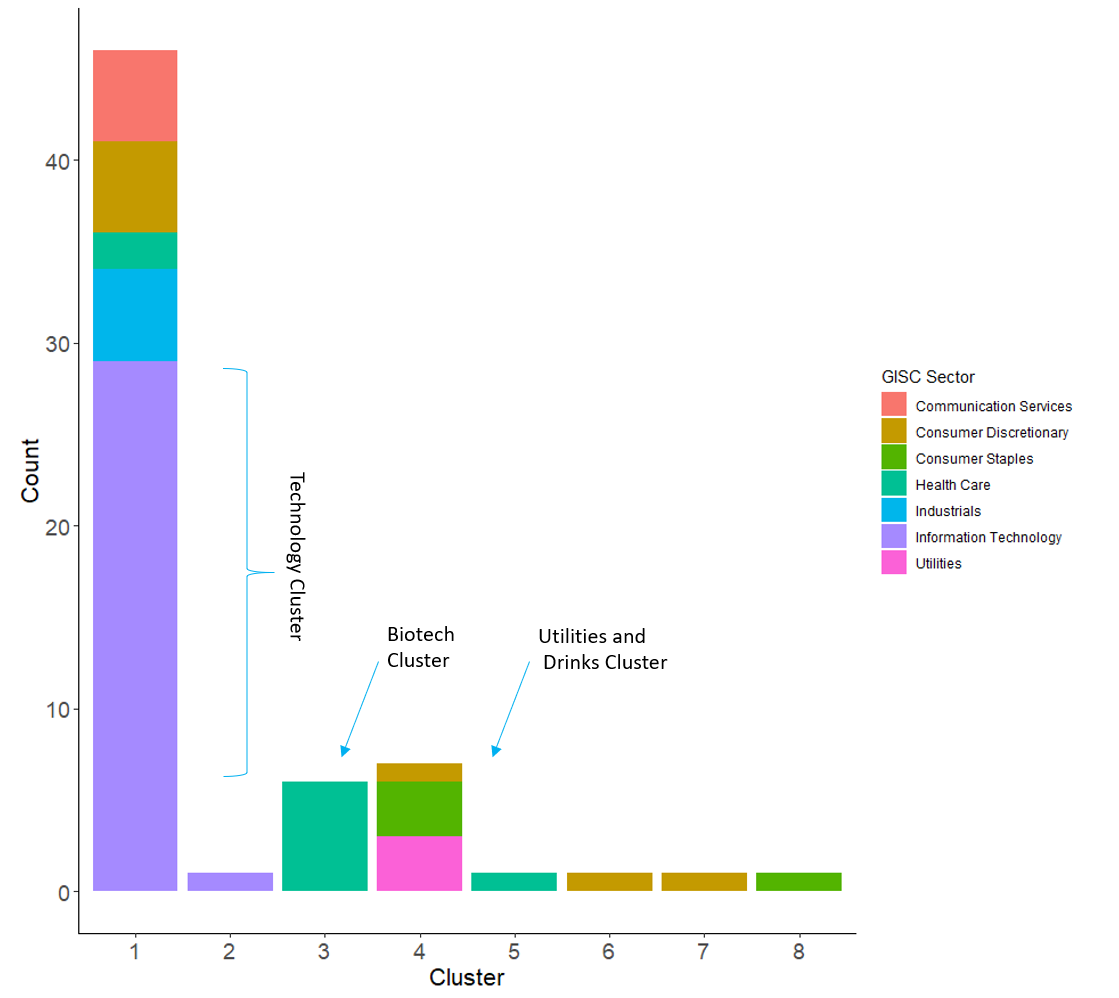 40
30
20
10
0
Count
1 2 3 4 5 6 7 8
Cluster
Technology Cluster
Biotech
Cluster
Utilities and
Drinks Cluster
GISC Sector
Communication Services
Consumer Discretionary
Consumer Staples
Health Care
Industrials
Information Technology
Utilities